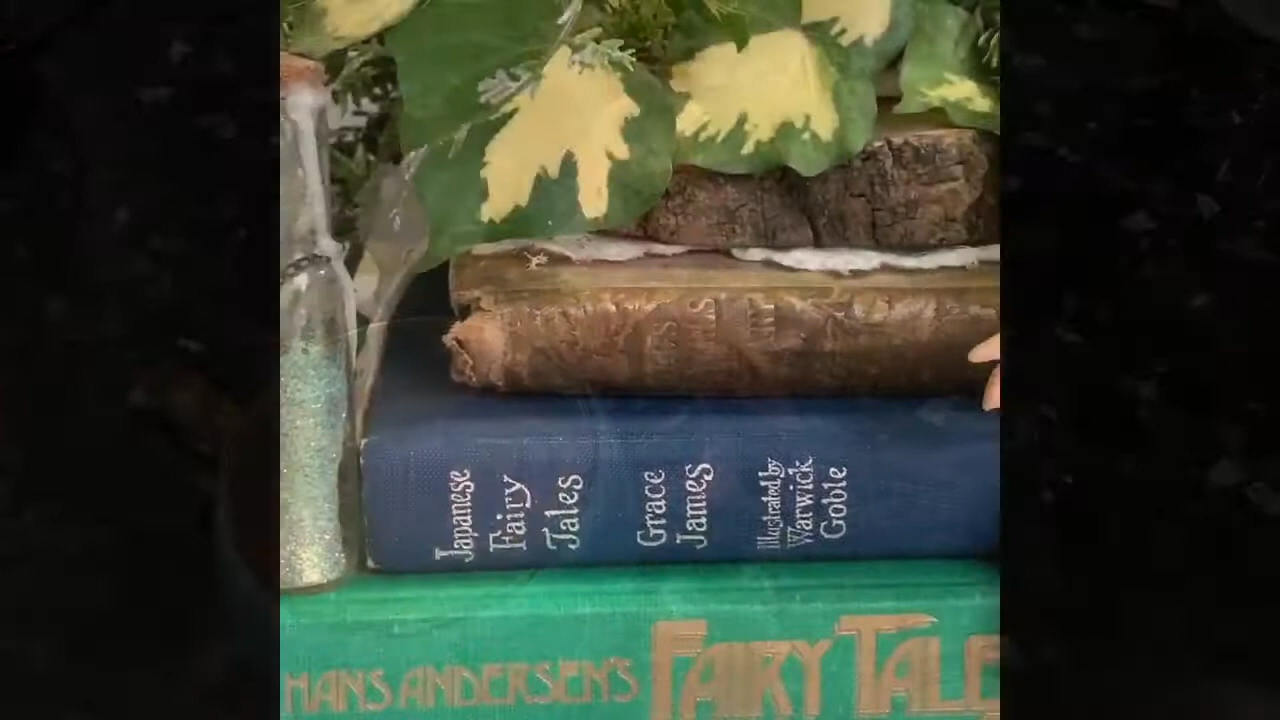 Japanese
Fairy
Tales
Grace
James
Illustrated by
Warwick
Goble
HANS ANDERSEN'S FAIRY TALE